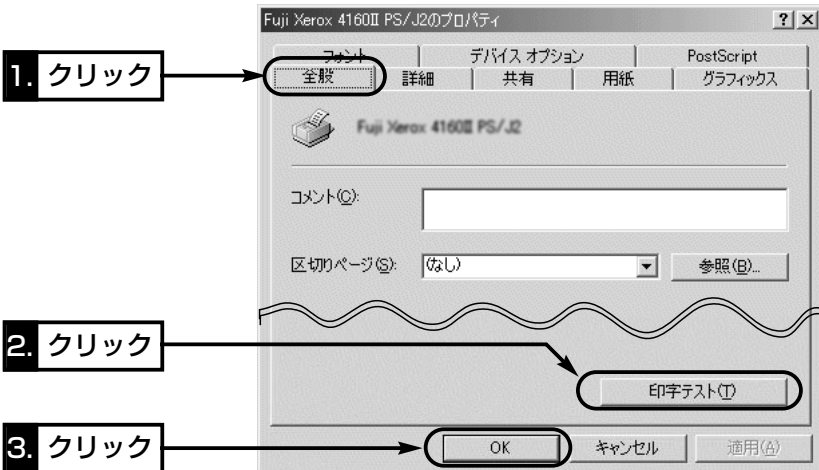 Fuji Xerox 4160II PS/J2のプロパティ
フォント デバイス オプション PostScript
1. クリック
全般 詳細 共有 用紙 グラフィックス
Fuji Xerox 4160II PS/J2
コメント(C):
区切りページ(S): (なし) 参照(B)...
2. クリック
印字テスト(T)
3. クリック
OK キャンセル 適用(A)